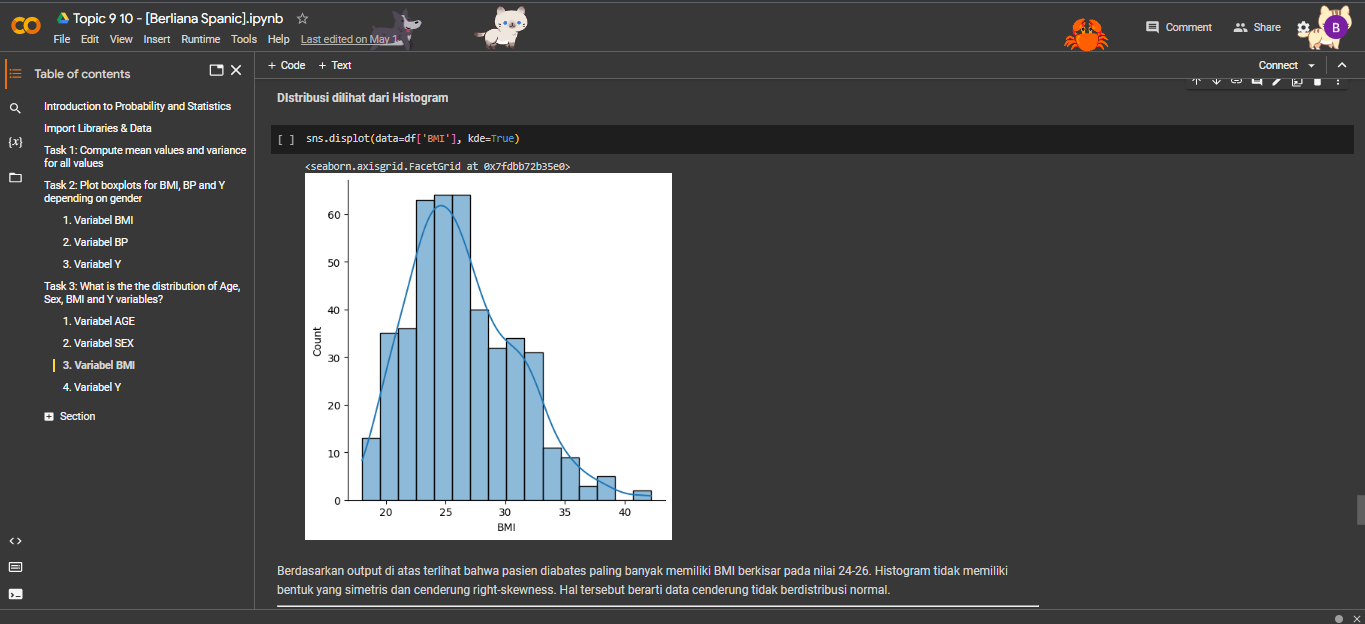 Topic 9 10 - [Berliana Spanic].ipynb
File Edit View Insert Runtime Tools Help Last edited on May 1
Comment Share B
Table of contents
+ Code + Text
Connect
Introduction to Probability and Statistics
Import Libraries & Data
Task 1: Compute mean values and variance
for all values
Task 2: Plot boxplots for BMI, BP and Y
depending on gender
1. Variabel BMI
2. Variabel BP
3. Variabel Y
Task 3: What is the the distribution of Age,
Sex, BMI and Y variables?
1. Variabel AGE
2. Variabel SEX
3. Variabel BMI
4. Variabel Y
Section
{x}
DIstribusi dilihat dari Histogram
[ ] sns.displot(data=df['BMI'], kde=True)
<seaborn.axisgrid.FacetGrid at 0x7fdbb72b35e0>
60
50
40
30
20
10
0
Count
20 25 30 35 40
BMI
Berdasarkan output di atas terlihat bahwa pasien diabates paling banyak memiliki BMI berkisar pada nilai 24-26. Histogram tidak memiliki
bentuk yang simetris dan cenderung right-skewness. Hal tersebut berarti data cenderung tidak berdistribusi normal.